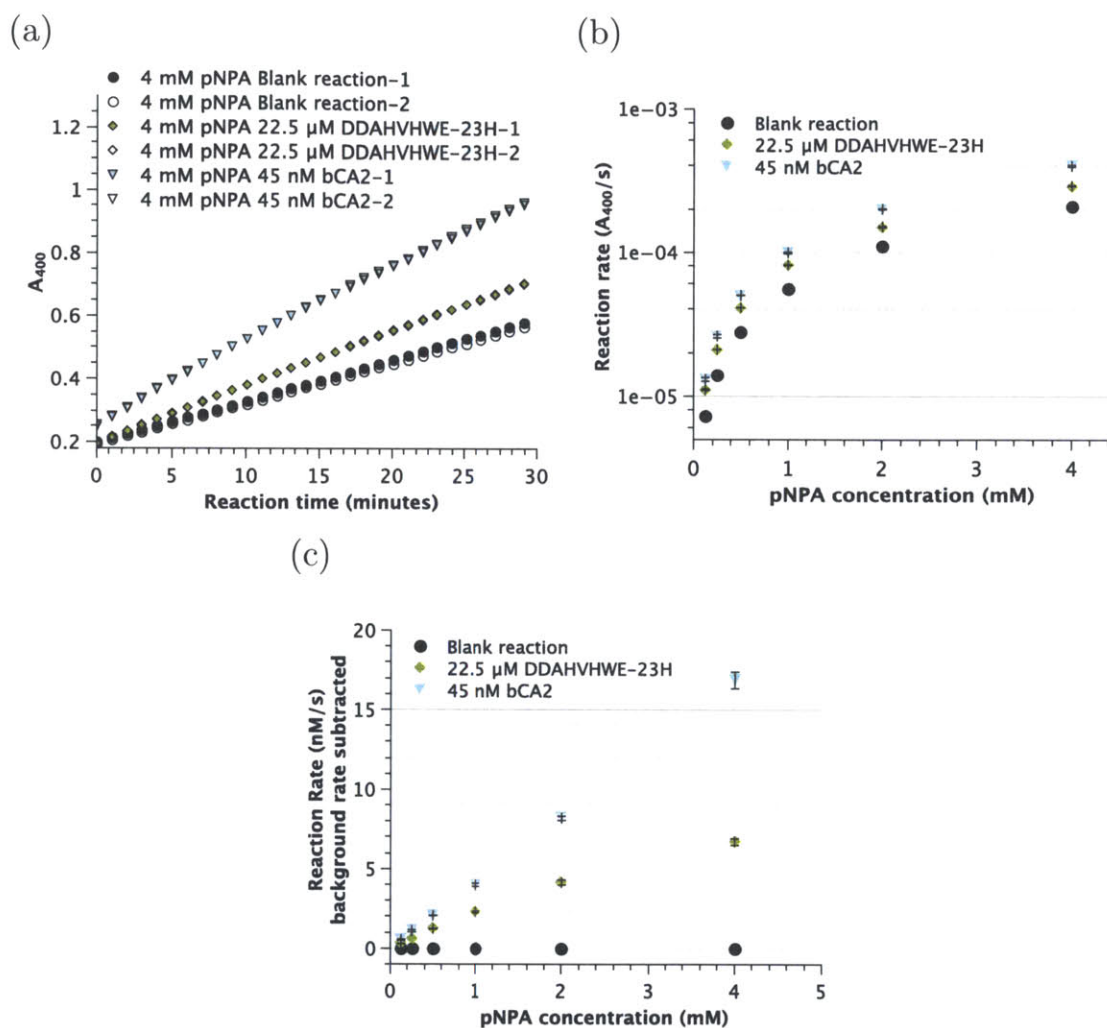 (a)
4 mM pNPA Blank reaction-1
4 mM pNPA Blank reaction-2
4 mM pNPA 22.5 µM DDAHVHWE-23H-1
4 mM pNPA 22.5 µM DDAHVHWE-23H-2
4 mM pNPA 45 nM bCA2-1
4 mM pNPA 45 nM bCA2-2
1.2
1
0.8
0.6
0.4
0.2
A₄₀₀
0 5 10 15 20 25 30
Reaction time (minutes)
(b)
Blank reaction
22.5 µM DDAHVHWE-23H
45 nM bCA2
1e-03
1e-04
1e-05
Reaction rate (A₄₀₀/s)
0 1 2 3 4
pNPA concentration (mM)
(c)
Blank reaction
22.5 µM DDAHVHWE-23H
45 nM bCA2
20
15
10
5
0
Reaction Rate (nM/s)
background rate subtracted
0 1 2 3 4 5
pNPA concentration (mM)